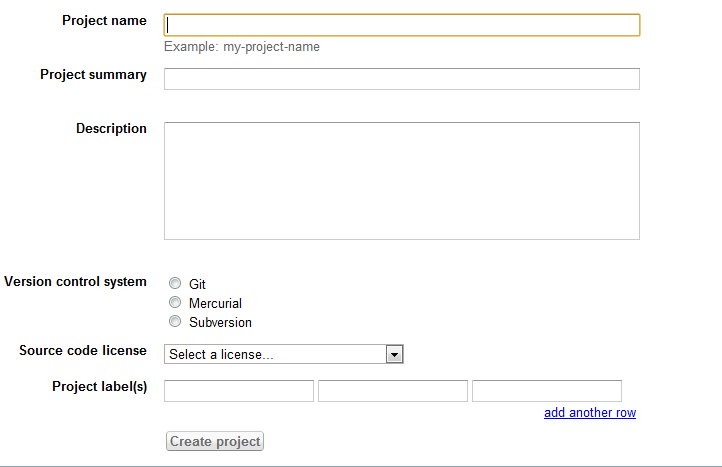 Project name
Example: my-project-name
Project summary
Description
Version control system
Git
Mercurial
Subversion
Source code license
Select a license...
Project label(s)
add another row
Create project